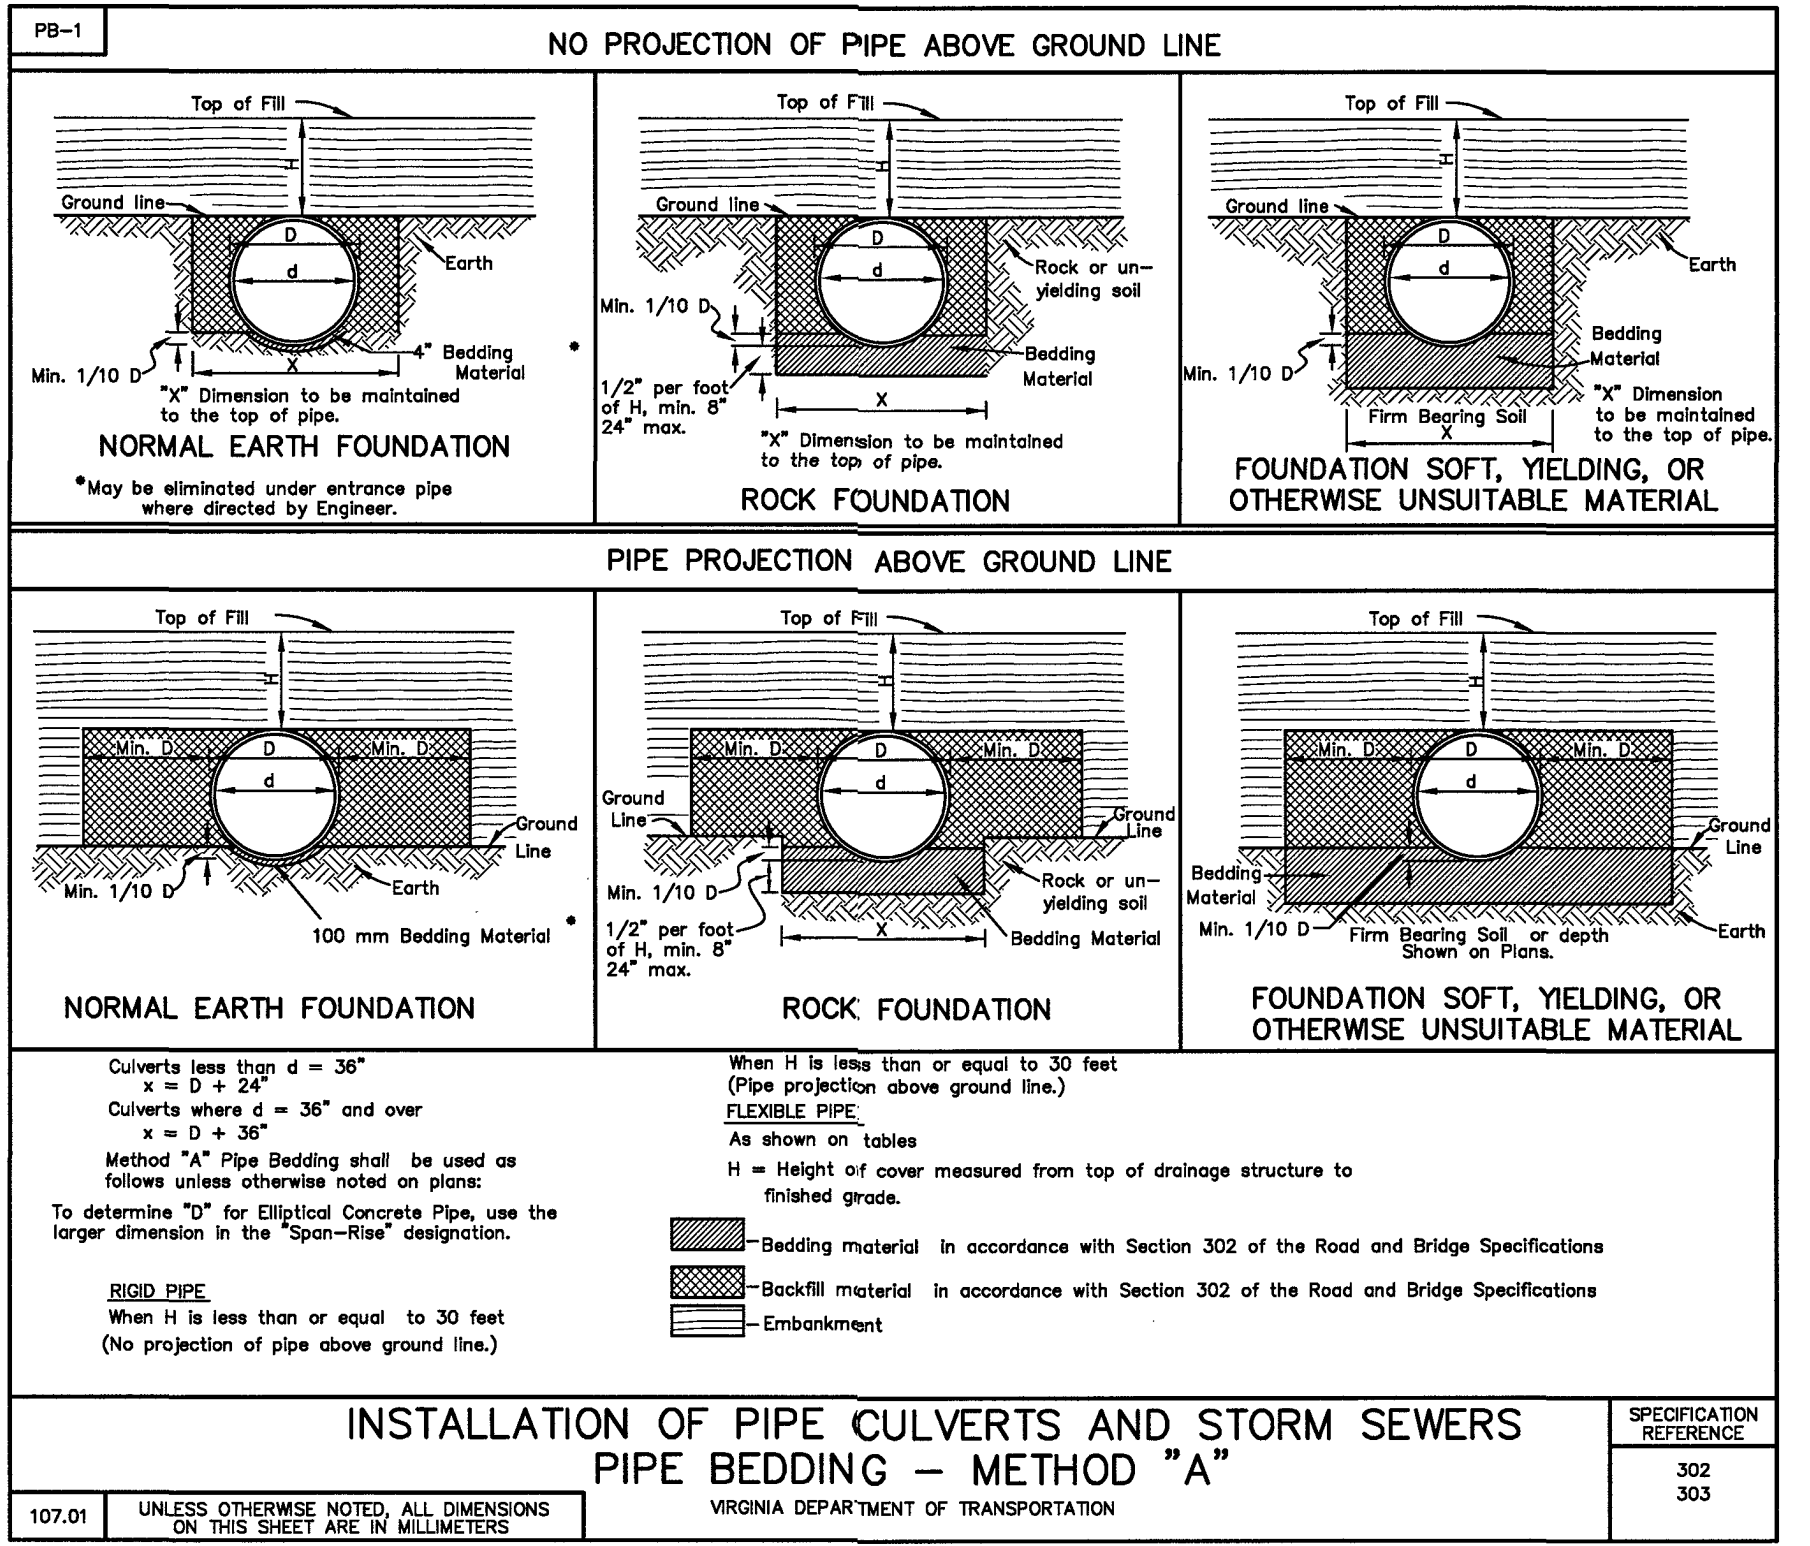 PB-1
NO PROJECTION OF PIPE ABOVE GROUND LINE
Top of Fill
H
Ground line
D
d
Earth
Min. 1/10 D
4" Bedding
Material
*
X
"X" Dimension to be maintained
to the top of pipe.
NORMAL EARTH FOUNDATION
*May be eliminated under entrance pipe
where directed by Engineer.
Top of Fill
H
Ground line
D
d
Rock or un-
yielding soil
Min. 1/10 D
Bedding
Material
1/2" per foot
of H, min. 8"
24" max.
X
"X" Dimension to be maintained
to the top of pipe.
ROCK FOUNDATION
Top of Fill
H
Ground line
D
d
Earth
Bedding
Material
Min. 1/10 D
"X" Dimension
to be maintained
to the top of pipe.
Firm Bearing Soil
X
FOUNDATION SOFT, YIELDING, OR
OTHERWISE UNSUITABLE MATERIAL
PIPE PROJECTION ABOVE GROUND LINE
Top of Fill
H
Min. D
D
Min. D
d
Ground
Line
Min. 1/10 D
Earth
100 mm Bedding Material
*
NORMAL EARTH FOUNDATION
Top of Fill
H
Min. D
D
Min. D
d
Ground
Line
Ground
Line
Min. 1/10 D
Rock or un-
yielding soil
1/2" per foot
of H, min. 8"
24" max.
X
Bedding Material
ROCK FOUNDATION
Top of Fill
H
Min. D
D
Min. D
d
Ground
Line
Bedding
Material
Min. 1/10 D
Earth
Firm Bearing Soil or depth
Shown on Plans.
FOUNDATION SOFT, YIELDING, OR
OTHERWISE UNSUITABLE MATERIAL
Culverts less than d = 36"
x = D + 24"
Culverts where d = 36" and over
x = D + 36"
Method "A" Pipe Bedding shall be used as
follows unless otherwise noted on plans:
To determine "D" for Elliptical Concrete Pipe, use the
larger dimension in the "Span-Rise" designation.
RIGID PIPE
When H is less than or equal to 30 feet
(No projection of pipe above ground line.)
When H is less than or equal to 30 feet
(Pipe projection above ground line.)
FLEXIBLE PIPE:
As shown on tables
H = Height of cover measured from top of drainage structure to
finished grade.
-Bedding material in accordance with Section 302 of the Road and Bridge Specifications
-Backfill material in accordance with Section 302 of the Road and Bridge Specifications
-Embankment
INSTALLATION OF PIPE CULVERTS AND STORM SEWERS
PIPE BEDDING - METHOD "A"
VIRGINIA DEPARTMENT OF TRANSPORTATION
SPECIFICATION
REFERENCE
302
303
107.01
UNLESS OTHERWISE NOTED, ALL DIMENSIONS
ON THIS SHEET ARE IN MILLIMETERS